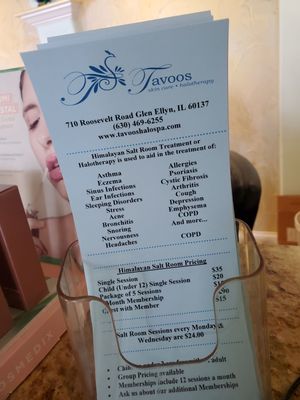 Tavoos
skin care • halotherapy
710 Roosevelt Road Glen Ellyn, IL 60137
(630) 469-6255
www.tavooshalospa.com
Himalayan Salt Room Treatment or
Halotherapy is used to aid in the treatment of:
Asthma
Eczema
Sinus Infections
Ear Infections
Sleeping Disorders
Stress
Acne
Bronchitis
Snoring
Nervousness
Headaches
Allergies
Psoriasis
Cystic Fibrosis
Arthritis
Cough
Depression
Emphysema
COPD
And more...
COPD
Himalayan Salt Room Pricing
Single Session $35
Child (Under 12) Single Session $20
Package of 5 Sessions
Month Membership $90
Guest with Member $15
Salt Room Sessions every Monday &
Wednesday are $24.00
adult
Group Pricing available
Memberships include 12 sessions a month
Ask us about our additional Memberships